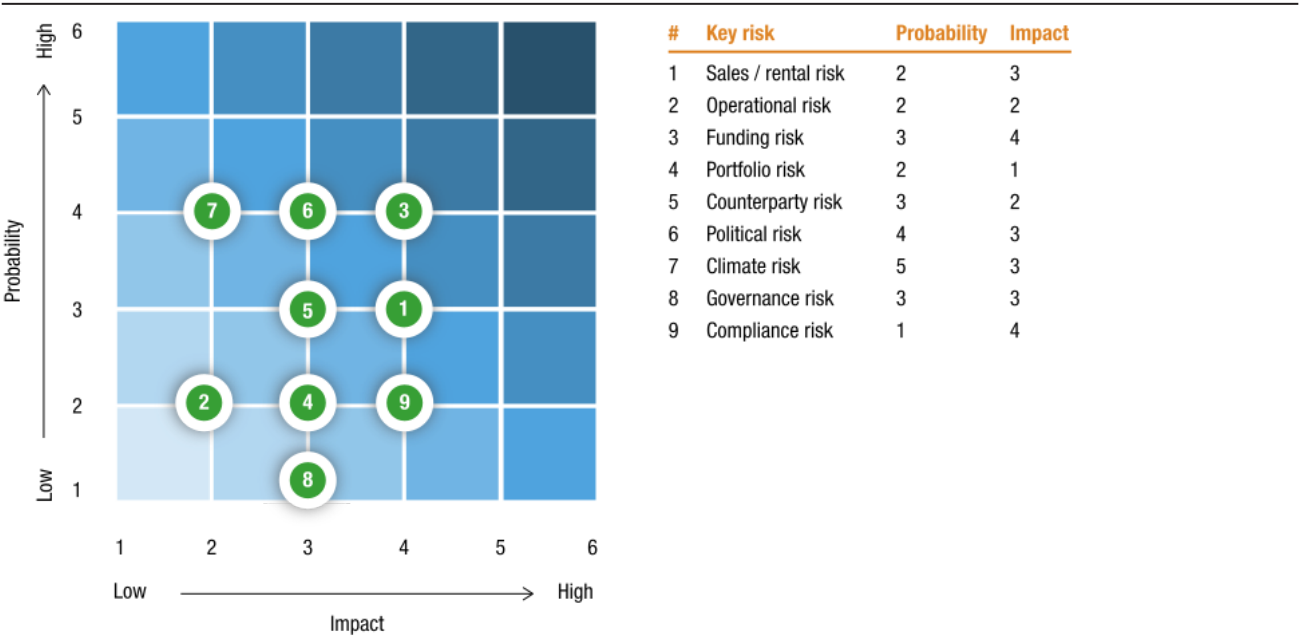 High
6
5
4
3
2
1
Low
Probability
7 6 3
5 1
2 4 9
8
1 2 3 4 5 6
Low High
Impact
# Key risk Probability Impact
1 Sales / rental risk 2 3
2 Operational risk 2 2
3 Funding risk 3 4
4 Portfolio risk 2 1
5 Counterparty risk 3 2
6 Political risk 4 3
7 Climate risk 5 3
8 Governance risk 3 3
9 Compliance risk 1 4